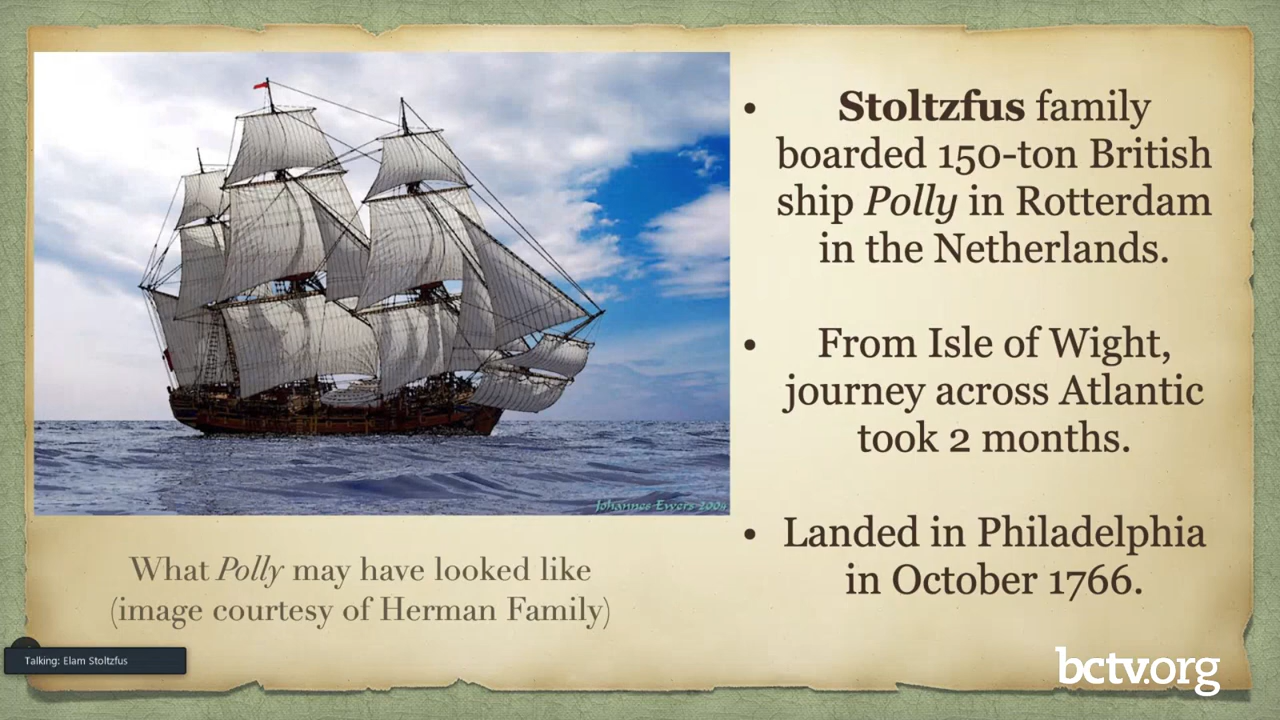 Johannes Ewers 2004
What Polly may have looked like
(image courtesy of Herman Family)
• Stoltzfus family
boarded 150-ton British
ship Polly in Rotterdam
in the Netherlands.
• From Isle of Wight,
journey across Atlantic
took 2 months.
• Landed in Philadelphia
in October 1766.
Talking: Elam Stoltzfus
bctv.org